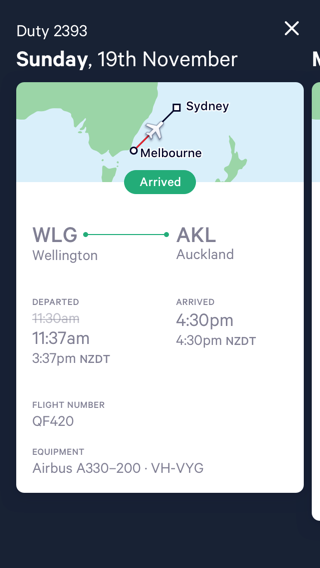 Duty 2393
Sunday, 19th November
Sydney
Melbourne
Arrived
WLG
AKL
Wellington
Auckland
DEPARTED
ARRIVED
11:30am
4:30pm
11:37am
4:30pm NZDT
3:37pm NZDT
FLIGHT NUMBER
QF420
EQUIPMENT
Airbus A330–200 · VH-VYG